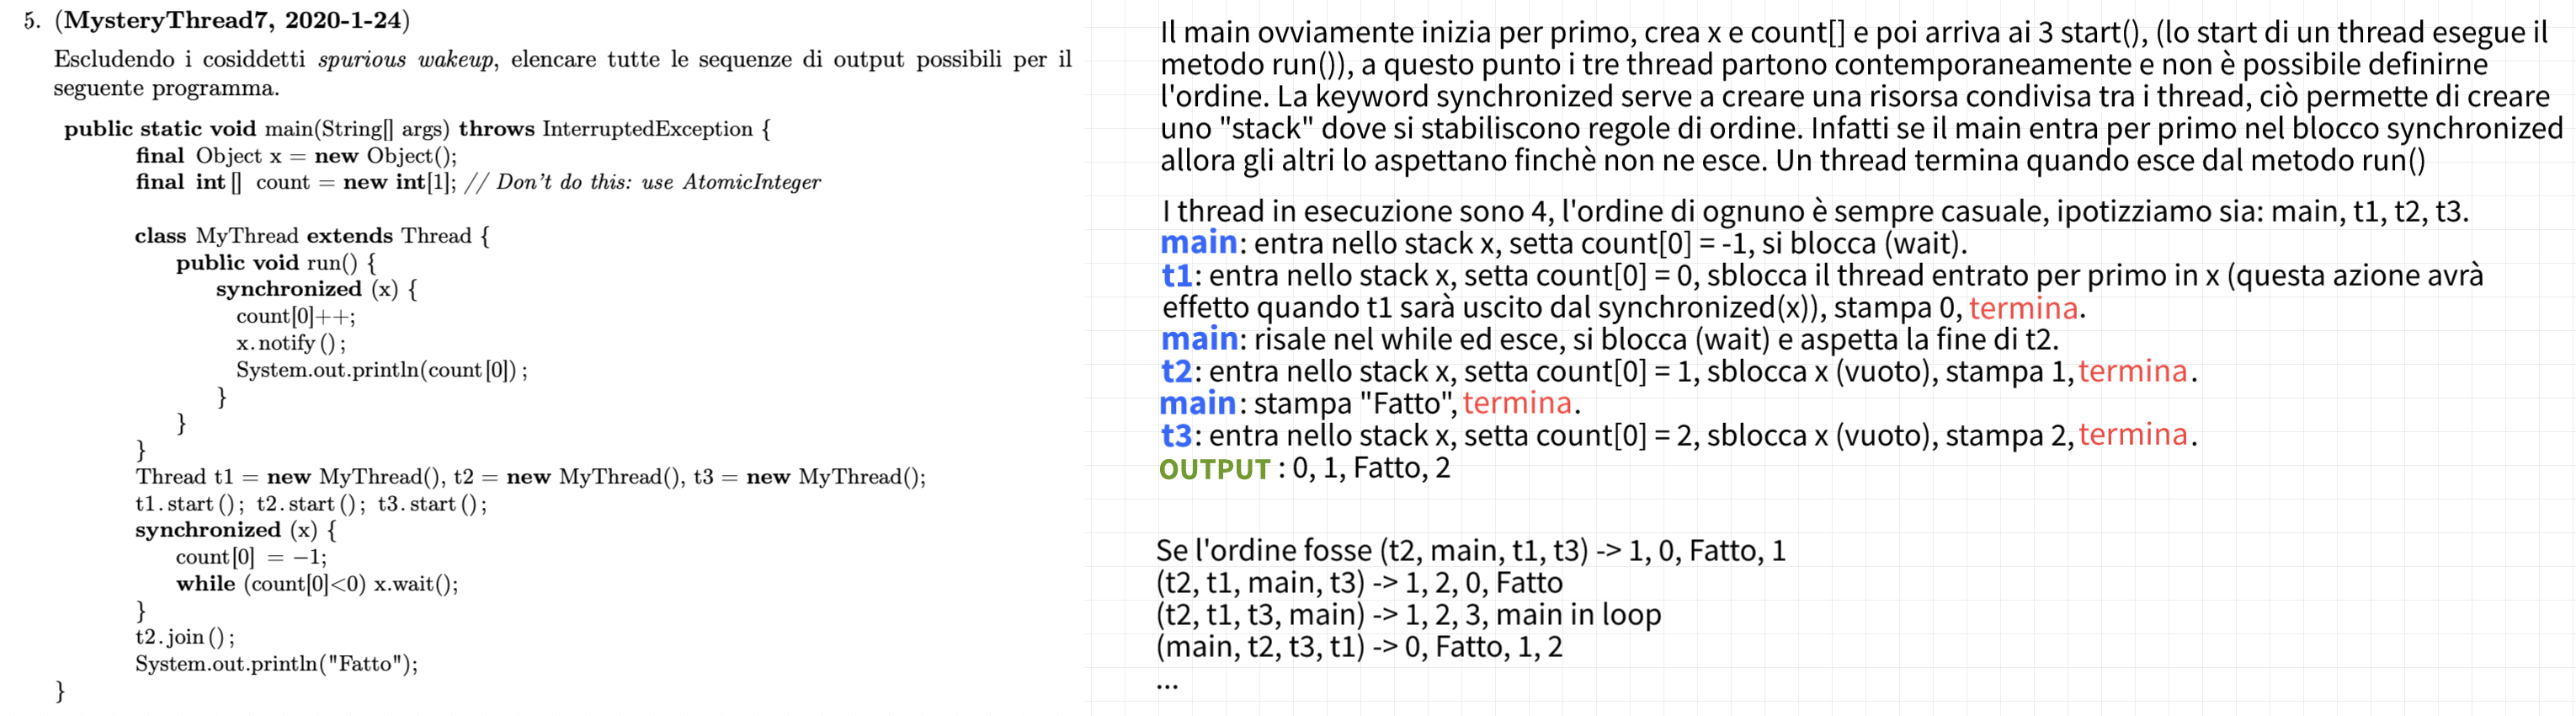 5. (MysteryThread7, 2020-1-24)
Escludendo i cosiddetti spurious wakeup, elencare tutte le sequenze di output possibili per il
seguente programma.
public static void main(String[] args) throws InterruptedException {
final Object x = new Object();
final int[] count = new int[1]; // Don't do this: use AtomicInteger
class MyThread extends Thread {
public void run() {
synchronized (x) {
count[0]++;
x.notify();
System.out.println(count[0]);
}
}
}
Thread t1 = new MyThread(), t2 = new MyThread(), t3 = new MyThread();
t1.start(); t2.start(); t3.start();
synchronized (x) {
count[0] = −1;
while (count[0]<0) x.wait();
}
t2.join();
System.out.println("Fatto");
}
Il main ovviamente inizia per primo, crea x e count[] e poi arriva ai 3 start(), (lo start di un thread esegue il
metodo run()), a questo punto i tre thread partono contemporaneamente e non è possibile definirne
l'ordine. La keyword synchronized serve a creare una risorsa condivisa tra i thread, ciò permette di creare
uno "stack" dove si stabiliscono regole di ordine. Infatti se il main entra per primo nel blocco synchronized
allora gli altri lo aspettano finchè non ne esce. Un thread termina quando esce dal metodo run()
I thread in esecuzione sono 4, l'ordine di ognuno è sempre casuale, ipotizziamo sia: main, t1, t2, t3.
main: entra nello stack x, setta count[0] = -1, si blocca (wait).
t1: entra nello stack x, setta count[0] = 0, sblocca il thread entrato per primo in x (questa azione avrà
effetto quando t1 sarà uscito dal synchronized(x)), stampa 0, termina.
main: risale nel while ed esce, si blocca (wait) e aspetta la fine di t2.
t2: entra nello stack x, setta count[0] = 1, sblocca x (vuoto), stampa 1, termina.
main: stampa "Fatto", termina.
t3: entra nello stack x, setta count[0] = 2, sblocca x (vuoto), stampa 2, termina.
OUTPUT : 0, 1, Fatto, 2
Se l'ordine fosse (t2, main, t1, t3) -> 1, 0, Fatto, 1
(t2, t1, main, t3) -> 1, 2, 0, Fatto
(t2, t1, t3, main) -> 1, 2, 3, main in loop
(main, t2, t3, t1) -> 0, Fatto, 1, 2
...